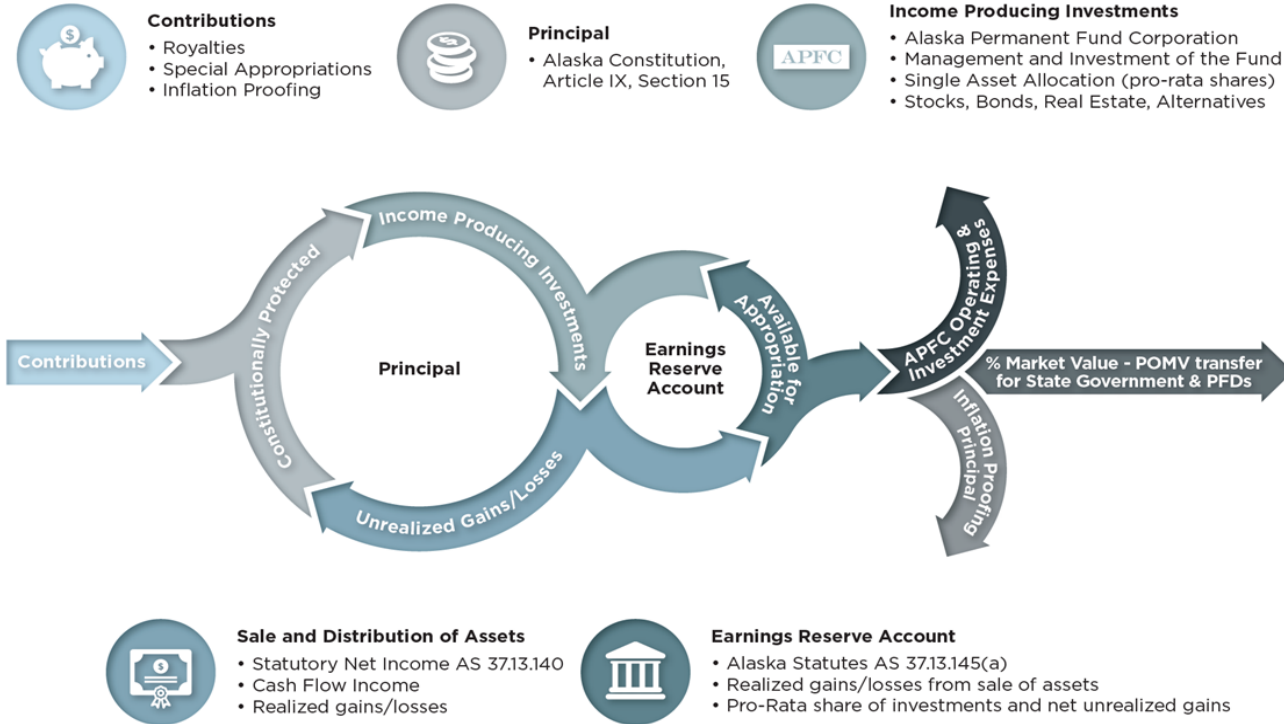 Contributions
• Royalties
• Special Appropriations
• Inflation Proofing
Principal
• Alaska Constitution,
Article IX, Section 15
APFC
Income Producing Investments
• Alaska Permanent Fund Corporation
• Management and Investment of the Fund
• Single Asset Allocation (pro-rata shares)
• Stocks, Bonds, Real Estate, Alternatives
Contributions
Constitutionally Protected
Income Producing Investments
Principal
Unrealized Gains/Losses
Earnings
Reserve
Account
Available for
Appropriation
APFC Operating &
Investment Expenses
% Market Value - POMV transfer
for State Government & PFDs
Inflation Proofing
Principal
Sale and Distribution of Assets
• Statutory Net Income AS 37.13.140
• Cash Flow Income
• Realized gains/losses
Earnings Reserve Account
• Alaska Statutes AS 37.13.145(a)
• Realized gains/losses from sale of assets
• Pro-Rata share of investments and net unrealized gains